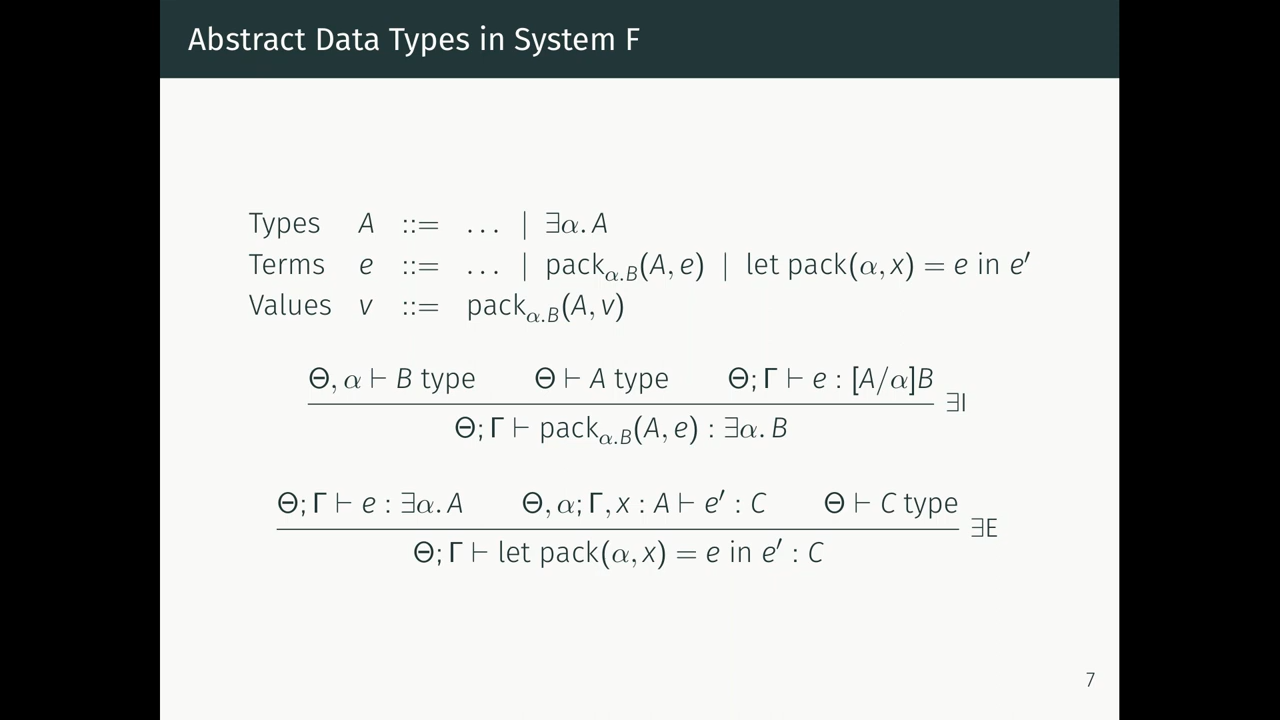 Abstract Data Types in System F
Types A ::= ... | ∃α. A
Terms e ::= ... | pack_{α.B}(A, e) | let pack(α, x) = e in e′
Values v ::= pack_{α.B}(A, v)
Θ, α ⊢ B type Θ ⊢ A type Θ; Γ ⊢ e : [A/α]B
∃I
Θ; Γ ⊢ pack_{α.B}(A, e) : ∃α. B
Θ; Γ ⊢ e : ∃α. A Θ, α; Γ, x : A ⊢ e′ : C Θ ⊢ C type
∃E
Θ; Γ ⊢ let pack(α, x) = e in e′ : C
7